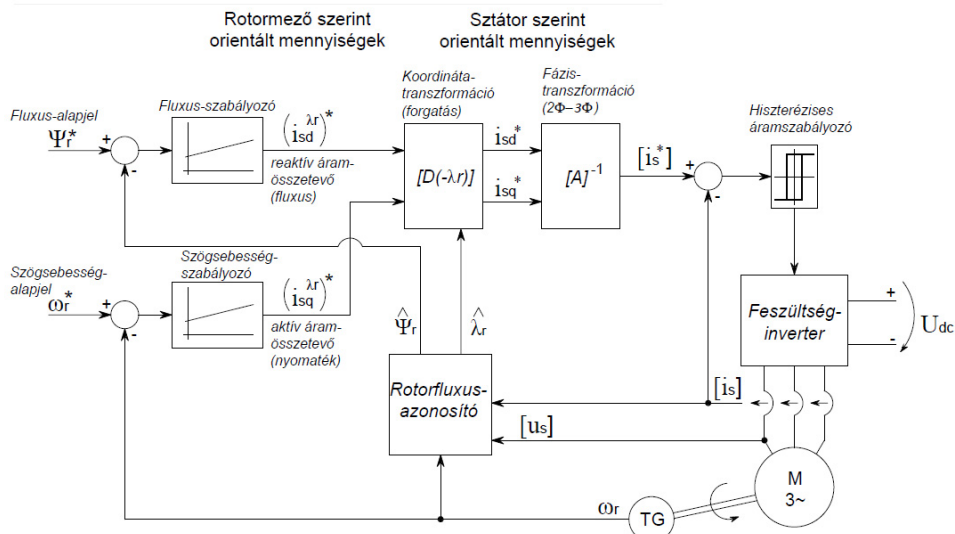 Rotormező szerint
orientált mennyiségek
Sztátor szerint
orientált mennyiségek
Koordináta-
transzformáció
(forgatás)
Fázis-
transzformáció
(2Φ–3Φ)
Hiszterézises
áramszabályozó
Fluxus-alapjel
Ψr*
+
-
Fluxus-szabályozó
(isd^λr)*
reaktív áram-
összetevő
(fluxus)
[D(-λr)]
isd*
isq*
[A]⁻¹
[is*]
+
-
Szögsebesség-
alapjel
ωr*
+
-
Szögsebesség-
szabályozó
(isq^λr)*
aktív áram-
összetevő
(nyomaték)
Ψ̂r
λ̂r
Feszültség-
inverter
+
-
Udc
Rotorfluxus-
azonosító
[is]
[us]
ωr
TG
M
3~